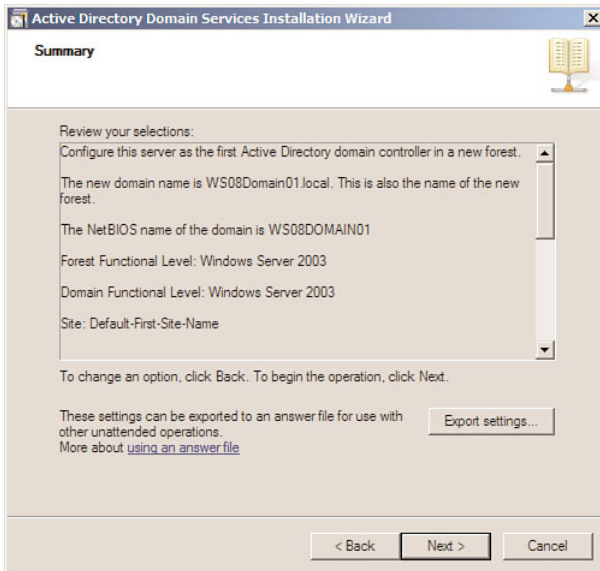 Active Directory Domain Services Installation Wizard
Summary
Review your selections:
Configure this server as the first Active Directory domain controller in a new forest.
The new domain name is WS08Domain01.local. This is also the name of the new
forest.
The NetBIOS name of the domain is WS08DOMAIN01
Forest Functional Level: Windows Server 2003
Domain Functional Level: Windows Server 2003
Site: Default-First-Site-Name
To change an option, click Back. To begin the operation, click Next.
These settings can be exported to an answer file for use with
other unattended operations.
More about using an answer file
Export settings...
< Back
Next >
Cancel